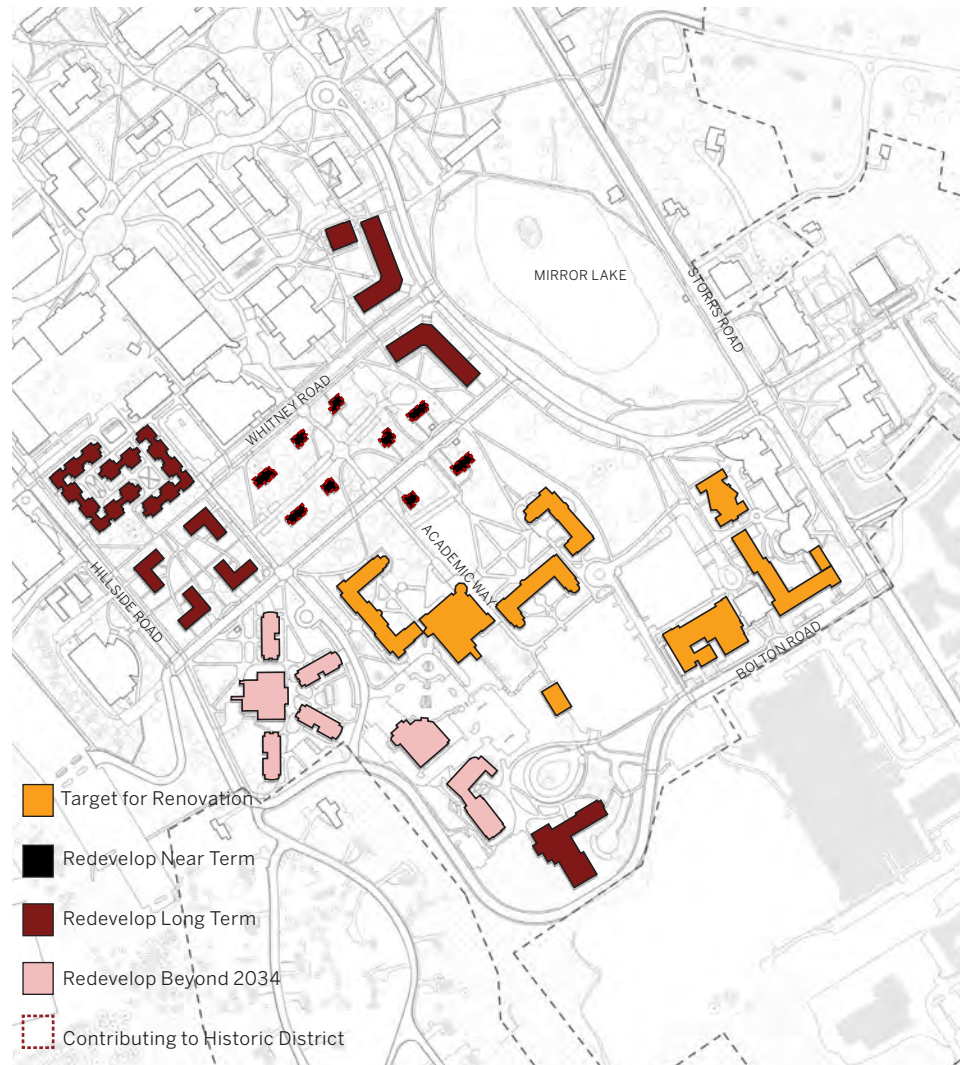 MIRROR LAKE
STORRS ROAD
WHITNEY ROAD
ACADEMIC WAY
HILLSIDE ROAD
BOLTON ROAD
Target for Renovation
Redevelop Near Term
Redevelop Long Term
Redevelop Beyond 2034
Contributing to Historic District